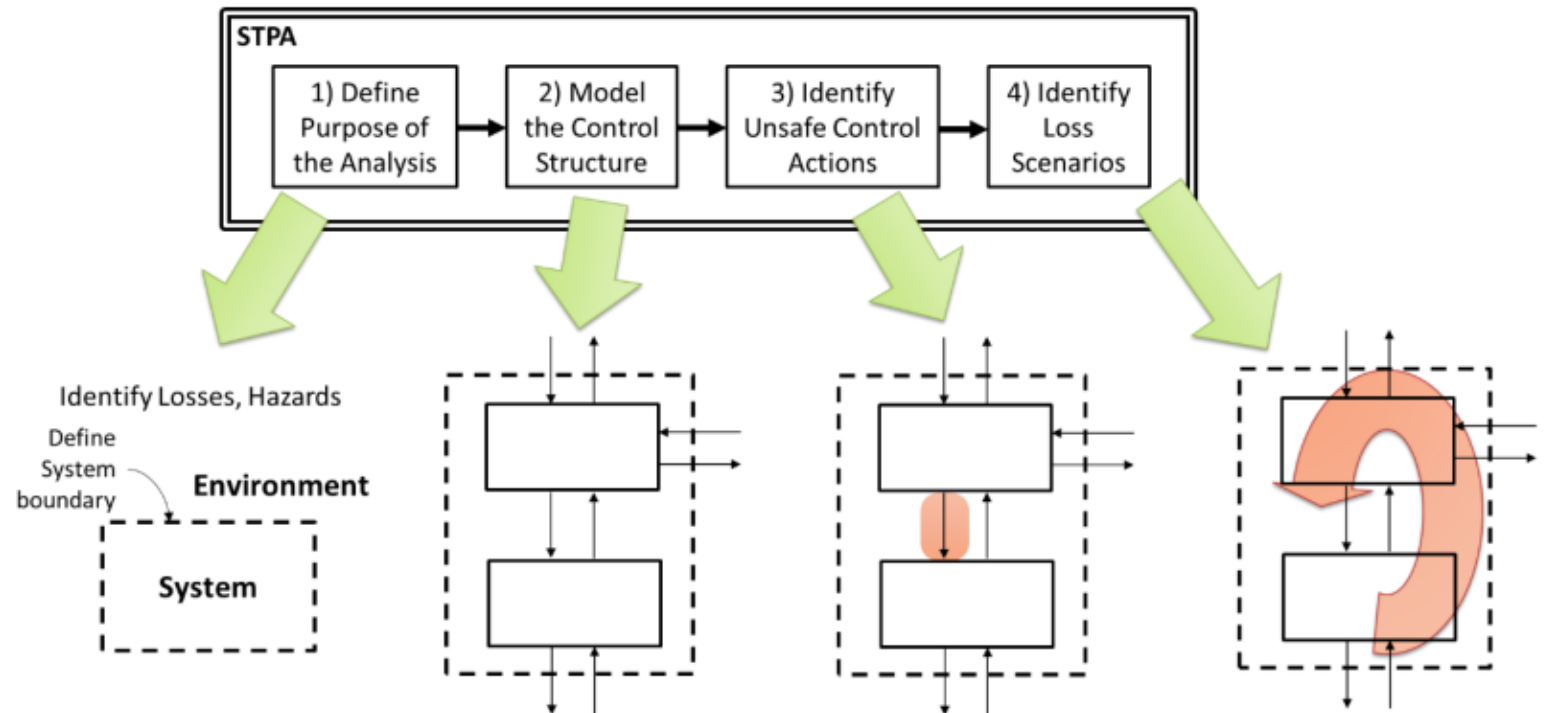 STPA
1) Define
Purpose of
the Analysis
2) Model
the Control
Structure
3) Identify
Unsafe Control
Actions
4) Identify
Loss
Scenarios
Identify Losses, Hazards
Define
System
boundary
Environment
System